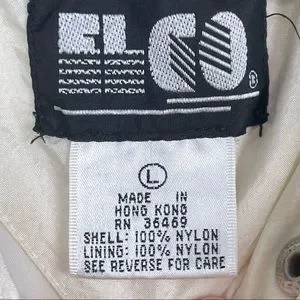 ELCO®
L
MADE IN
HONG KONG
RN 36469
SHELL: 100% NYLON
LINING: 100% NYLON
SEE REVERSE FOR CARE